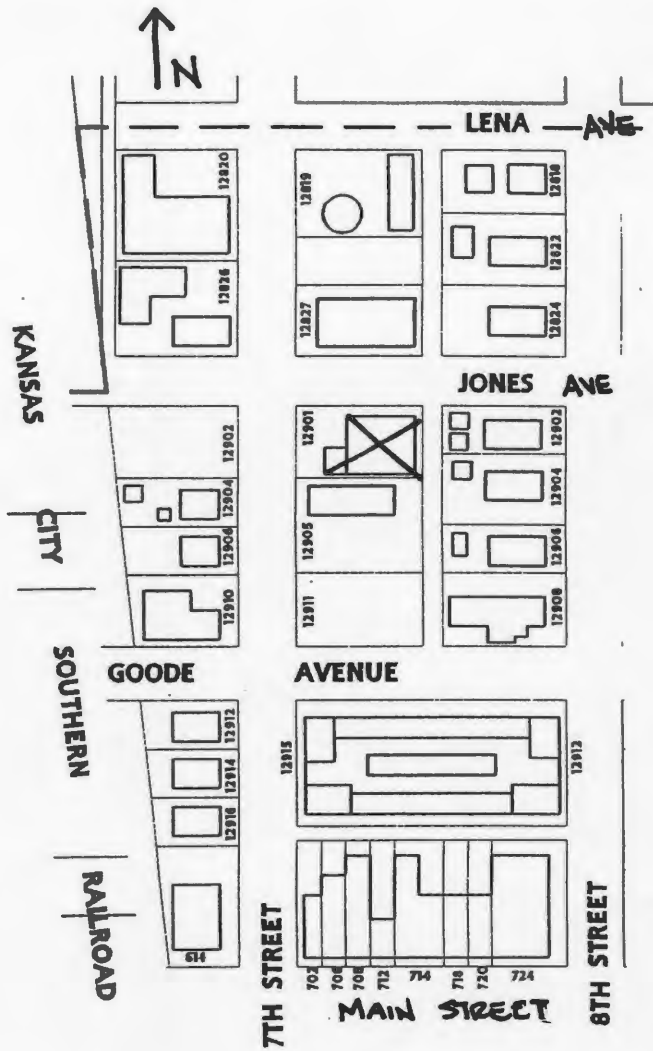 N
LENA AVE
12820
12819
12818
12822
12826
12827
12824
KANSAS
JONES AVE
12902
12901
12902
12904
12904
CITY
12906
12905
12906
12910
12911
12908
SOUTHERN
GOODE AVENUE
12912
12915
12913
12914
12916
RAILROAD
614
7TH STREET
702
706
708
712
714
718
720
724
8TH STREET
MAIN STREET